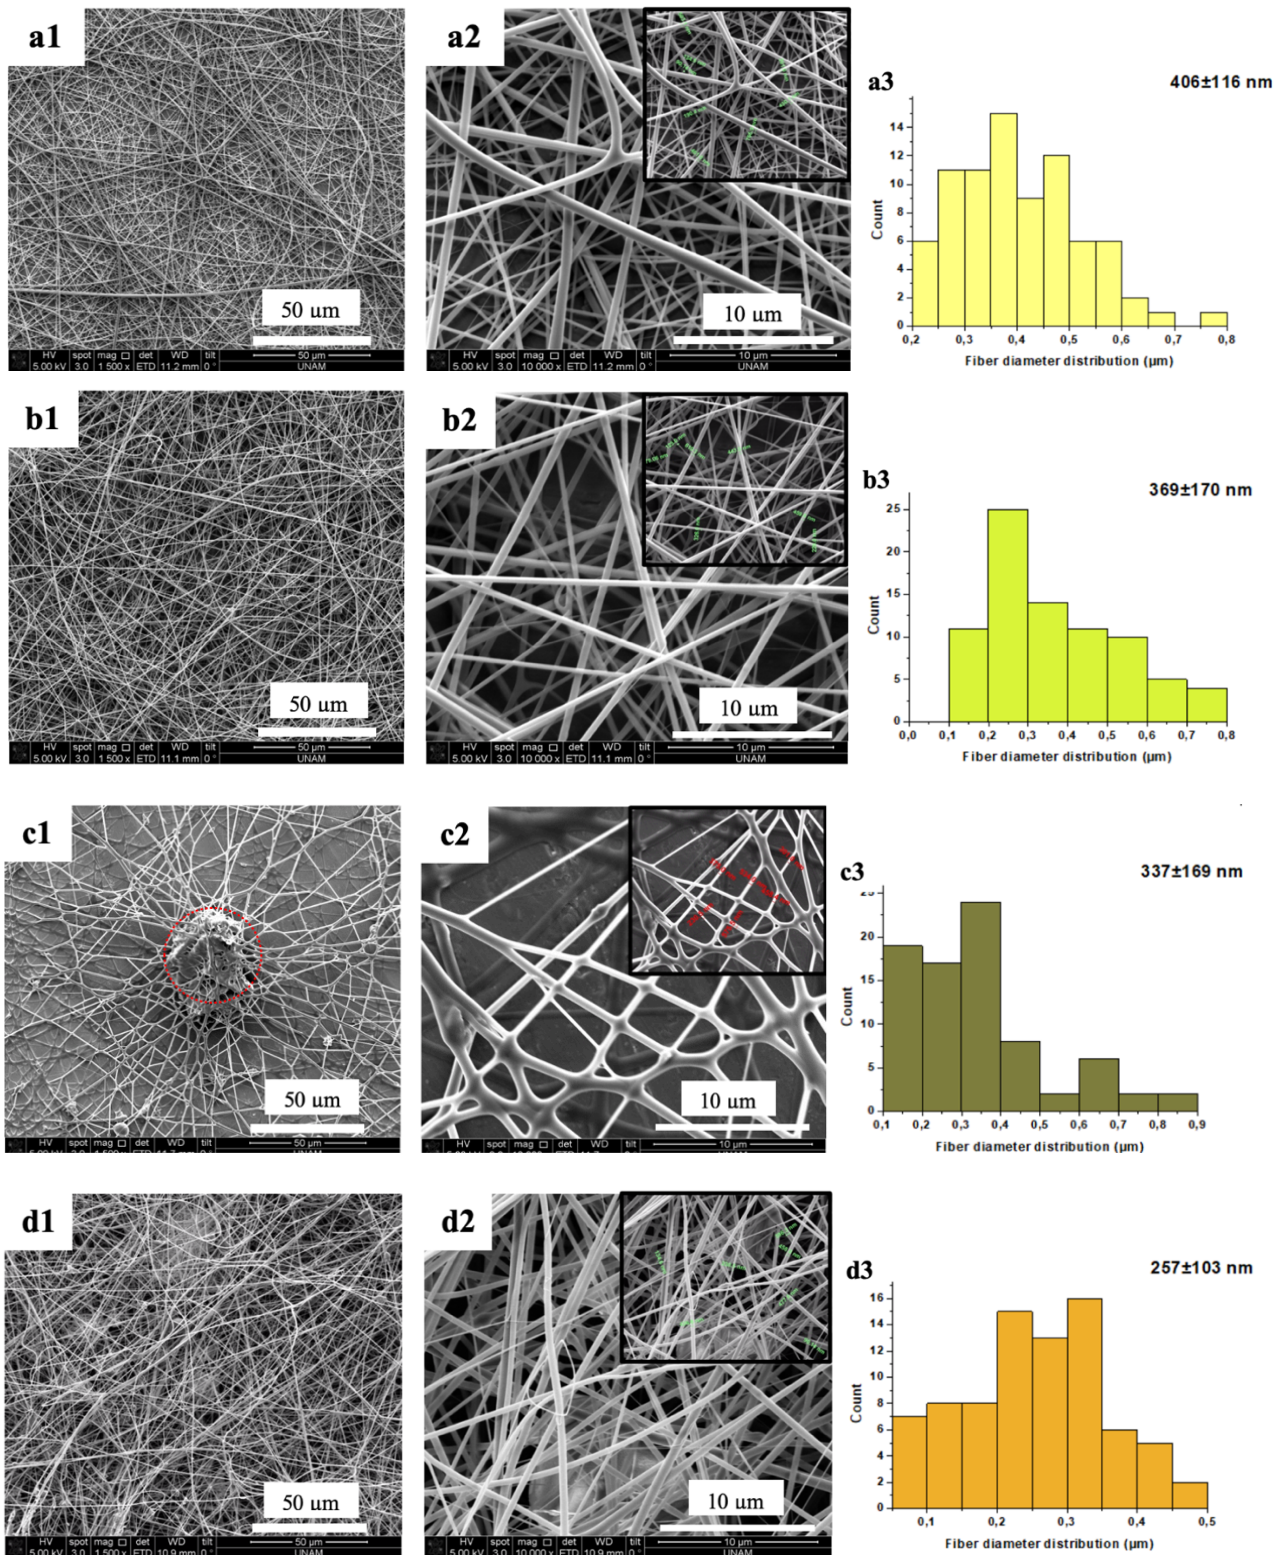 a1
50 um
HV spot mag □ det WD tilt 50 µm
5.00 kV 3.0 1 500 x ETD 11.2 mm 0 ° UNAM
a2
10 um
HV spot mag □ det WD tilt 10 µm
5.00 kV 3.0 10 000 x ETD 11.2 mm 0 ° UNAM
a3
406±116 nm
Count
14
12
10
8
6
4
2
0
0,2 0,3 0,4 0,5 0,6 0,7 0,8
Fiber diameter distribution (µm)
b1
50 um
HV spot mag □ det WD tilt 50 µm
5.00 kV 3.0 1 500 x ETD 11.1 mm 0 ° UNAM
b2
10 um
HV spot mag □ det WD tilt 10 µm
5.00 kV 3.0 10 000 x ETD 11.1 mm 0 ° UNAM
b3
369±170 nm
Count
25
20
15
10
5
0
0,0 0,1 0,2 0,3 0,4 0,5 0,6 0,7 0,8
Fiber diameter distribution (µm)
c1
50 um
HV spot mag □ det WD tilt 50 µm
UNAM
c2
10 um
HV spot mag □ det WD tilt 10 µm
UNAM
c3
337±169 nm
Count
20
15
10
5
0
0,1 0,2 0,3 0,4 0,5 0,6 0,7 0,8 0,9
Fiber diameter distribution (µm)
d1
50 um
HV spot mag □ det WD tilt 50 µm
5.00 kV 3.0 1 500 x ETD 10.9 mm 0 ° UNAM
d2
10 um
HV spot mag □ det WD tilt 10 µm
5.00 kV 3.0 10 000 x ETD 10.9 mm 0 ° UNAM
d3
257±103 nm
Count
16
14
12
10
8
6
4
2
0
0,1 0,2 0,3 0,4 0,5
Fiber diameter distribution (µm)